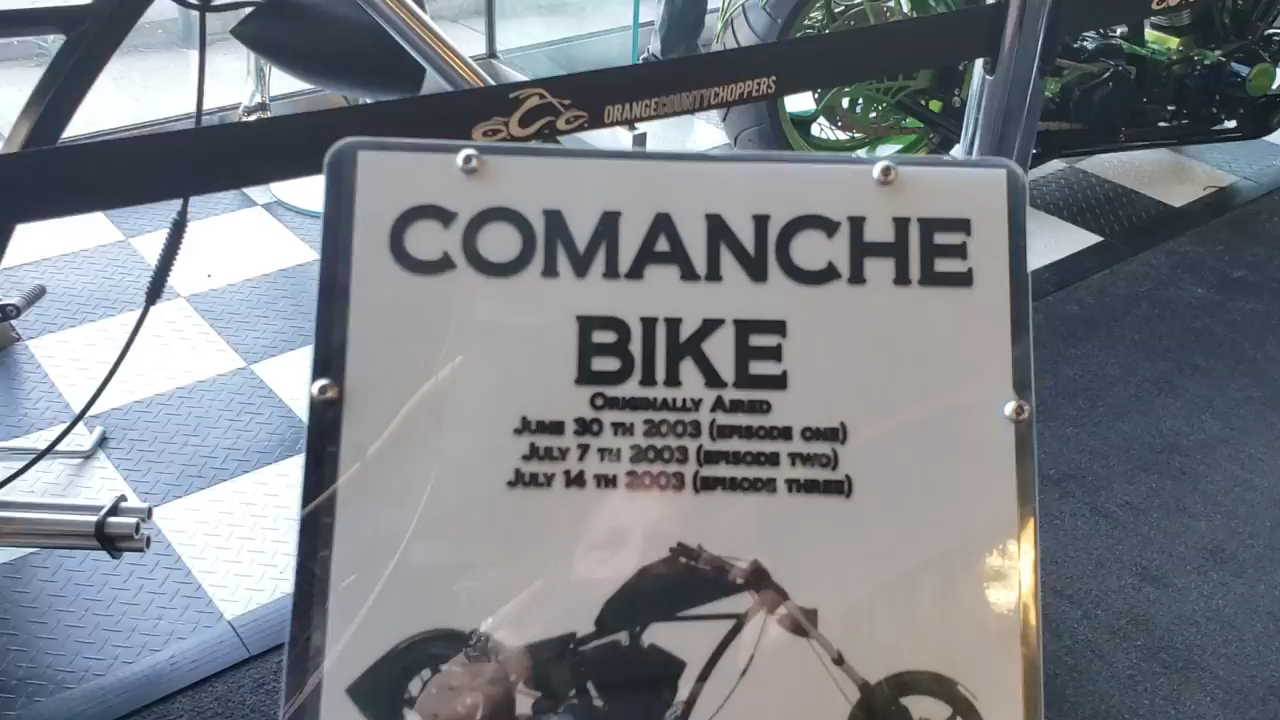 ORANGECOUNTYCHOPPERS
COMANCHE
BIKE
ORIGINALLY AIRED
JUNE 30 TH 2003 (EPISODE ONE)
JULY 7 TH 2003 (EPISODE TWO)
JULY 14 TH 2003 (EPISODE THREE)